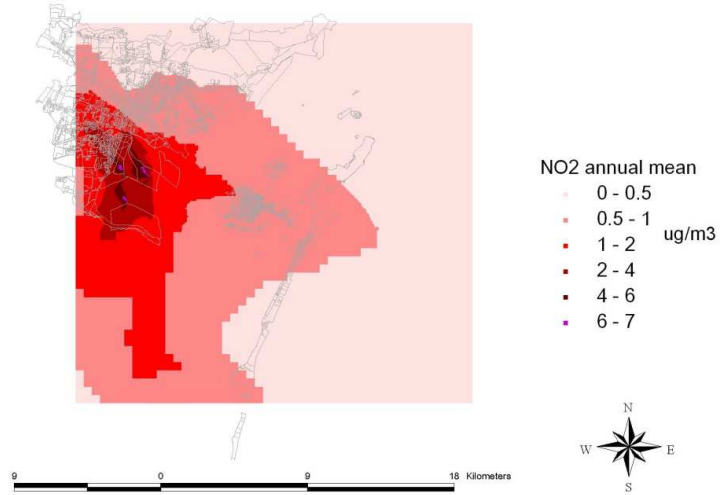 NO2 annual mean
0 - 0.5
0.5 - 1
ug/m3
1 - 2
2 - 4
4 - 6
6 - 7
N
W
E
S
9
0
9
18
Kilometers